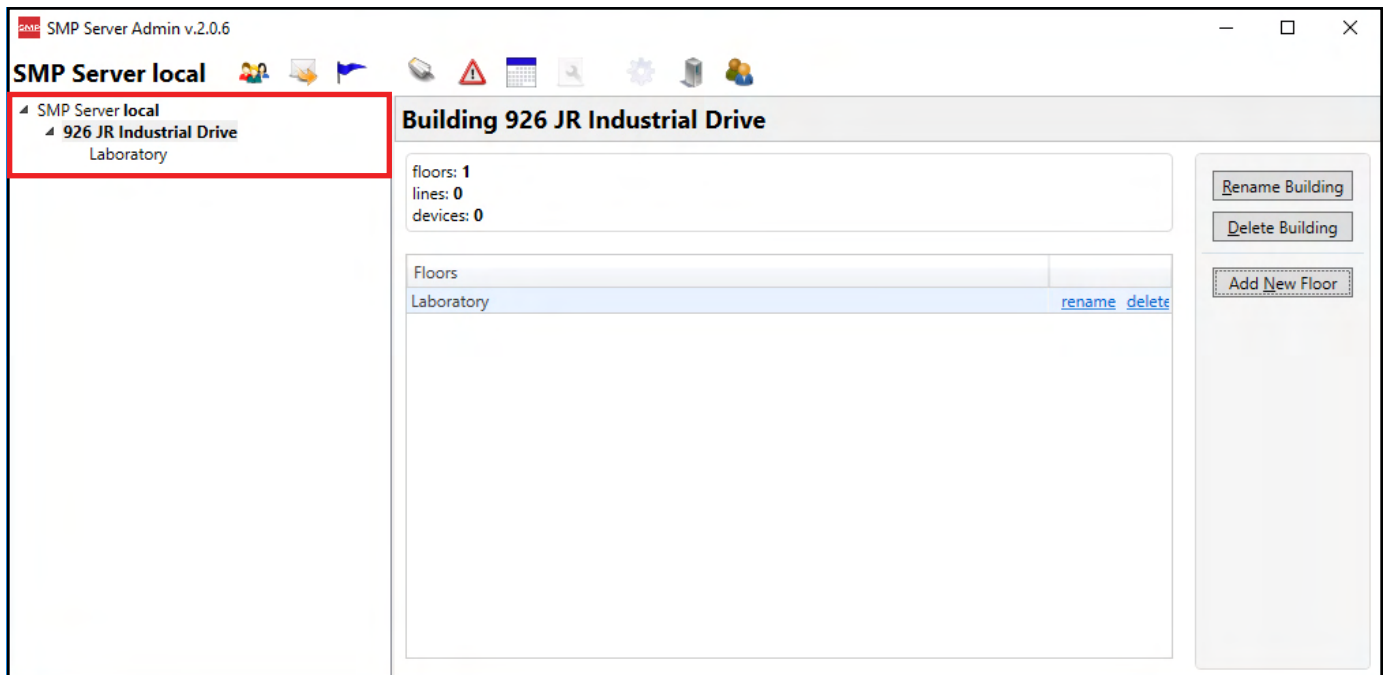 SMP SMP Server Admin v.2.0.6
SMP Server local
SMP Server local
926 JR Industrial Drive
Laboratory
Building 926 JR Industrial Drive
floors: 1
lines: 0
devices: 0
Floors
Laboratory rename delete
Rename Building
Delete Building
Add New Floor